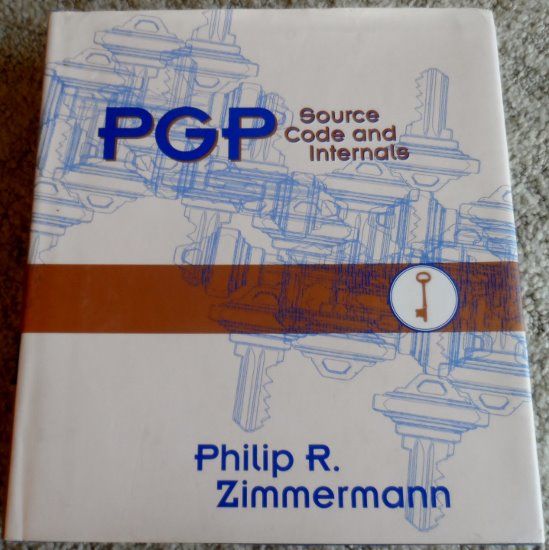 PGP
Source
Code and
Internals
Philip R.
Zimmermann